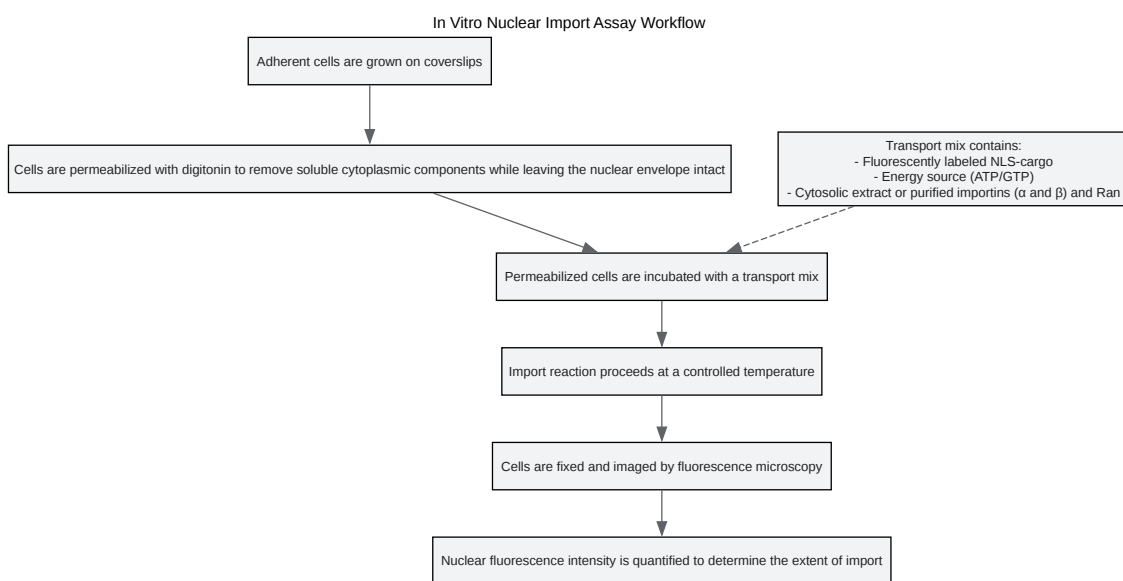 In Vitro Nuclear Import Assay Workflow
Adherent cells are grown on coverslips
Cells are permeabilized with digitonin to remove soluble cytoplasmic components while leaving the nuclear envelope intact
Transport mix contains:
- Fluorescently labeled NLS-cargo
- Energy source (ATP/GTP)
- Cytosolic extract or purified importins (α and β) and Ran
Permeabilized cells are incubated with a transport mix
Import reaction proceeds at a controlled temperature
Cells are fixed and imaged by fluorescence microscopy
Nuclear fluorescence intensity is quantified to determine the extent of import